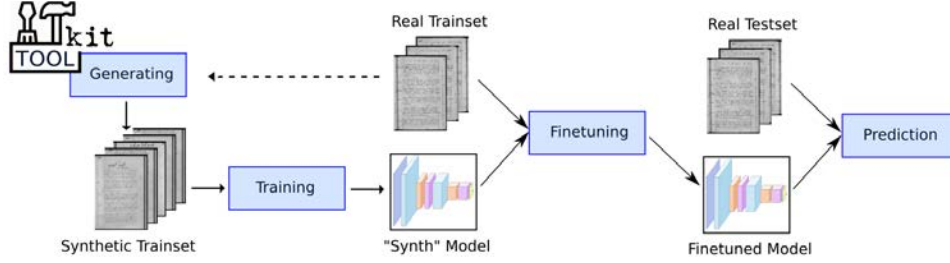 TOOL kit
Generating
Synthetic Trainset
Training
Real Trainset
"Synth" Model
Finetuning
Real Testset
Finetuned Model
Prediction